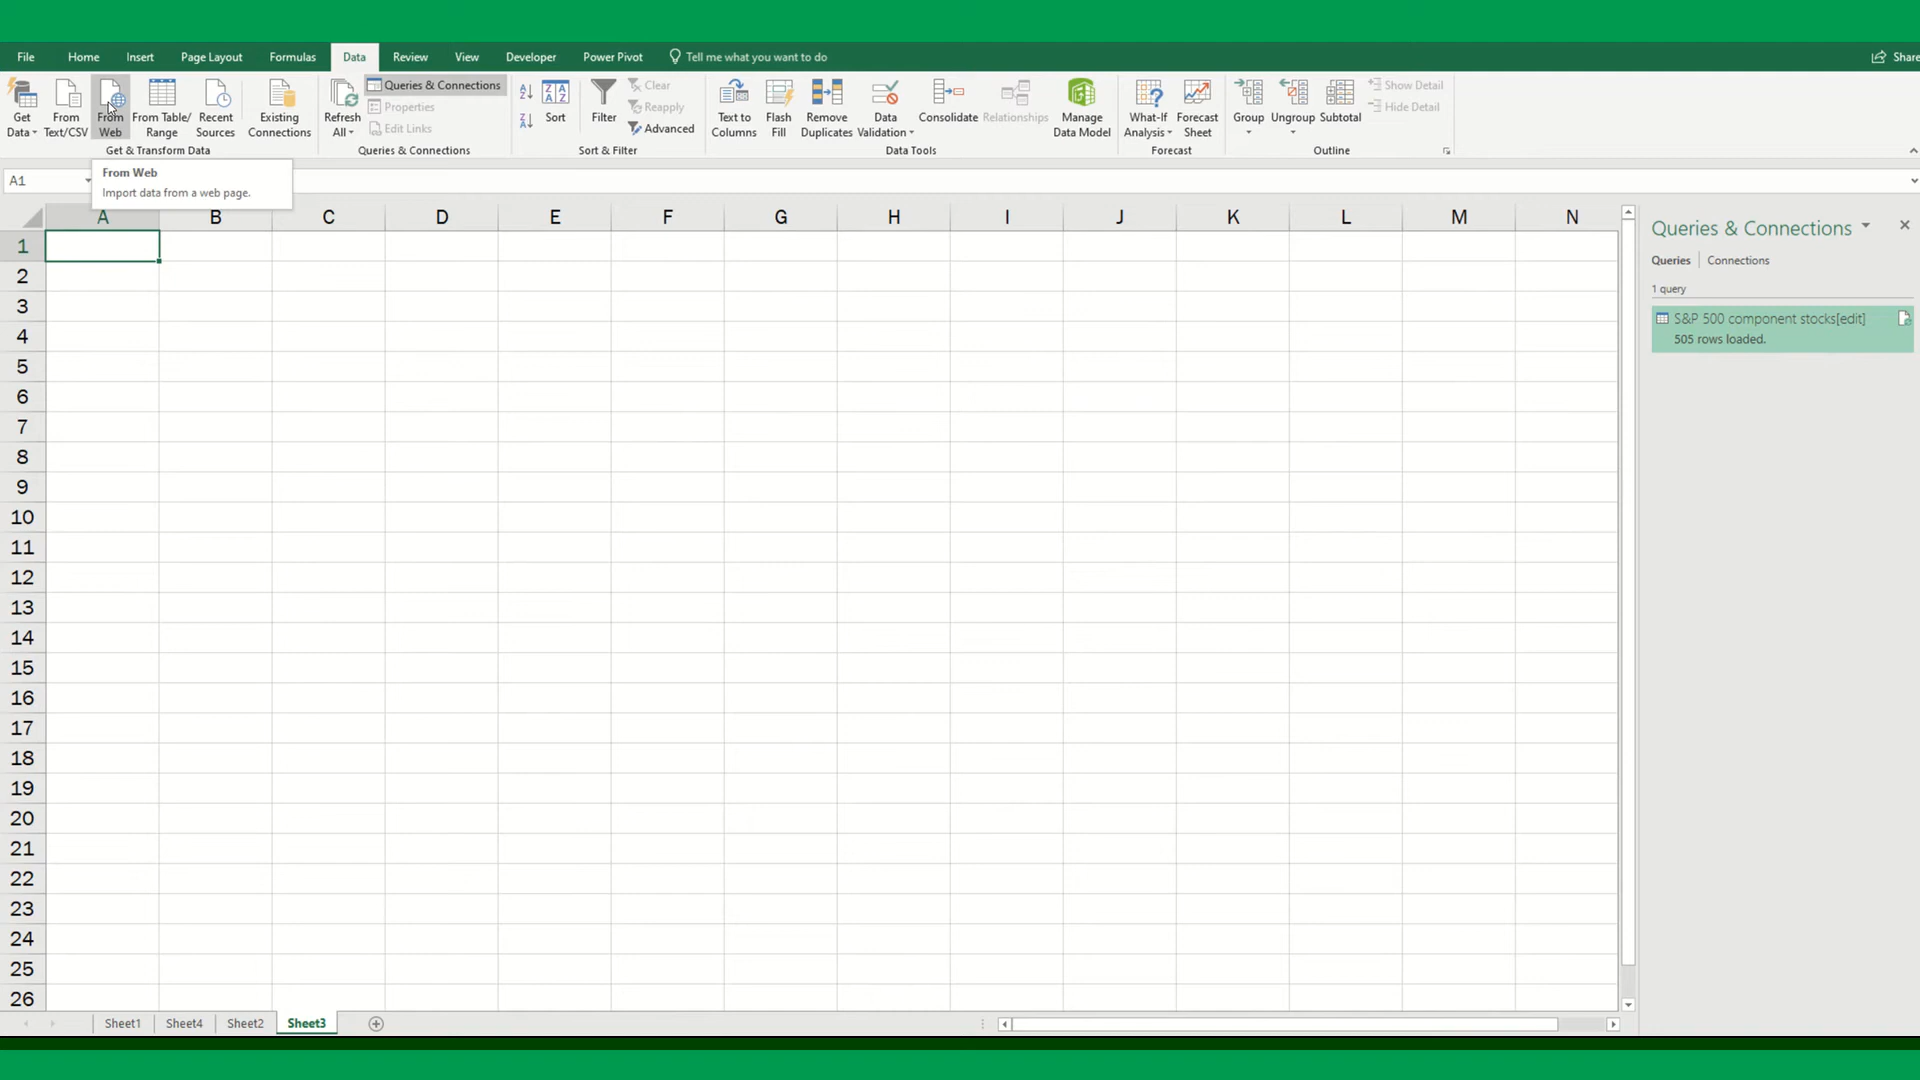 File Home Insert Page Layout Formulas Data Review View Developer Power Pivot Tell me what you want to do Share
Get Data
From Text/CSV
From Web
From Table/ Range
Recent Sources
Existing Connections
Get & Transform Data
Refresh All
Queries & Connections
Properties
Edit Links
Queries & Connections
Sort
Filter
Clear
Reapply
Advanced
Sort & Filter
Text to Columns
Flash Fill
Remove Duplicates
Data Validation
Consolidate
Relationships
Manage Data Model
Data Tools
What-If Analysis
Forecast Sheet
Forecast
Group
Ungroup
Subtotal
Show Detail
Hide Detail
Outline
A1
From Web
Import data from a web page.
A B C D E F G H I J K L M N
1
2
3
4
5
6
7
8
9
10
11
12
13
14
15
16
17
18
19
20
21
22
23
24
25
26
Queries & Connections
Queries Connections
1 query
S&P 500 component stocks[edit]
505 rows loaded.
Sheet1 Sheet4 Sheet2 Sheet3